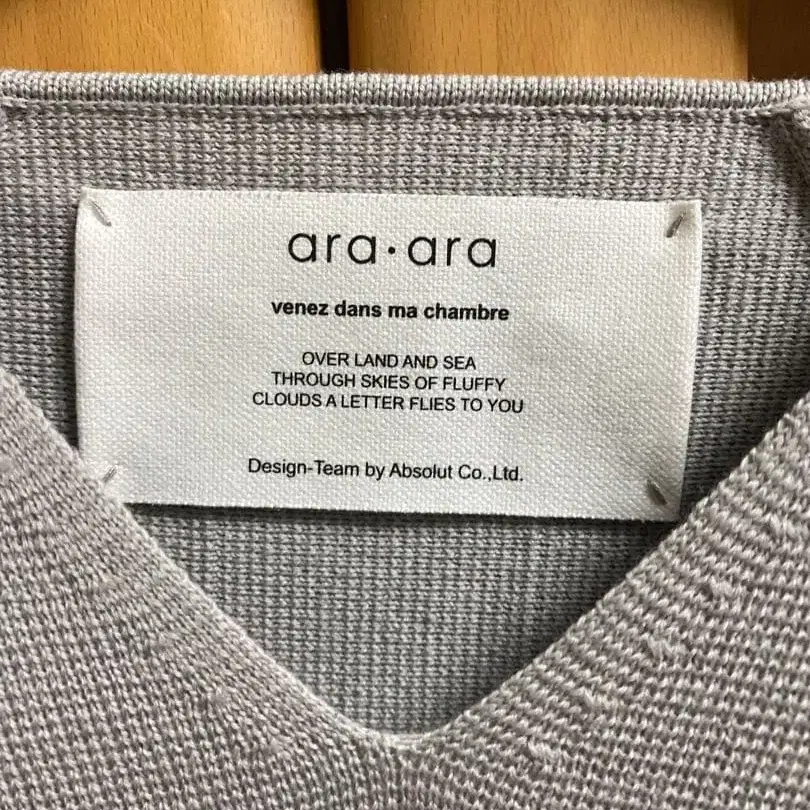 ara·ara
venez dans ma chambre
OVER LAND AND SEA
THROUGH SKIES OF FLUFFY
CLOUDS A LETTER FLIES TO YOU
Design-Team by Absolut Co.,Ltd.